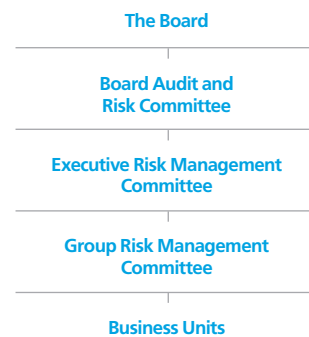 The Board
Board Audit and
Risk Committee
Executive Risk Management
Committee
Group Risk Management
Committee
Business Units